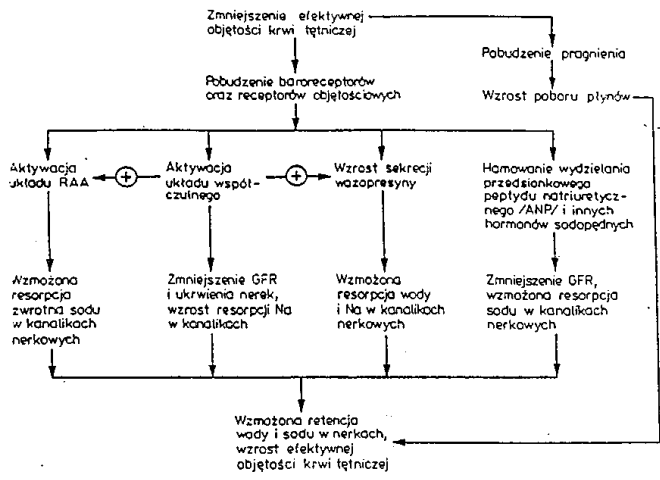 Zmniejszenie efektywnej
objętości krwi tętniczej
Pobudzenie pragnienia
Pobudzenie baroreceptorów
oraz receptorów objętościowych
Wzrost poboru płynów
Aktywacja
układu RAA
+
Aktywacja
układu współ-
czulnego
+
Wzrost sekrecji
wazopresyny
Hamowanie wydzielania
przedsionkowego
peptydu natriuretycz-
nego /ANP/ i innych
hormonów sodopędnych
Wzmożona
resorpcja
zwrotna sodu
w kanalikach
nerkowych
Zmniejszenie GFR
i ukrwienia nerek,
wzrost resorpcji Na
w kanalikach
Wzmożona
resorpcja wody
i Na w kanalikach
nerkowych
Zmniejszenie GFR,
wzmożona resorpcja
sodu w kanalikach
nerkowych
Wzmożona retencja
wady i sodu w nerkach,
wzrost efektywnej
objętości krwi tętniczej